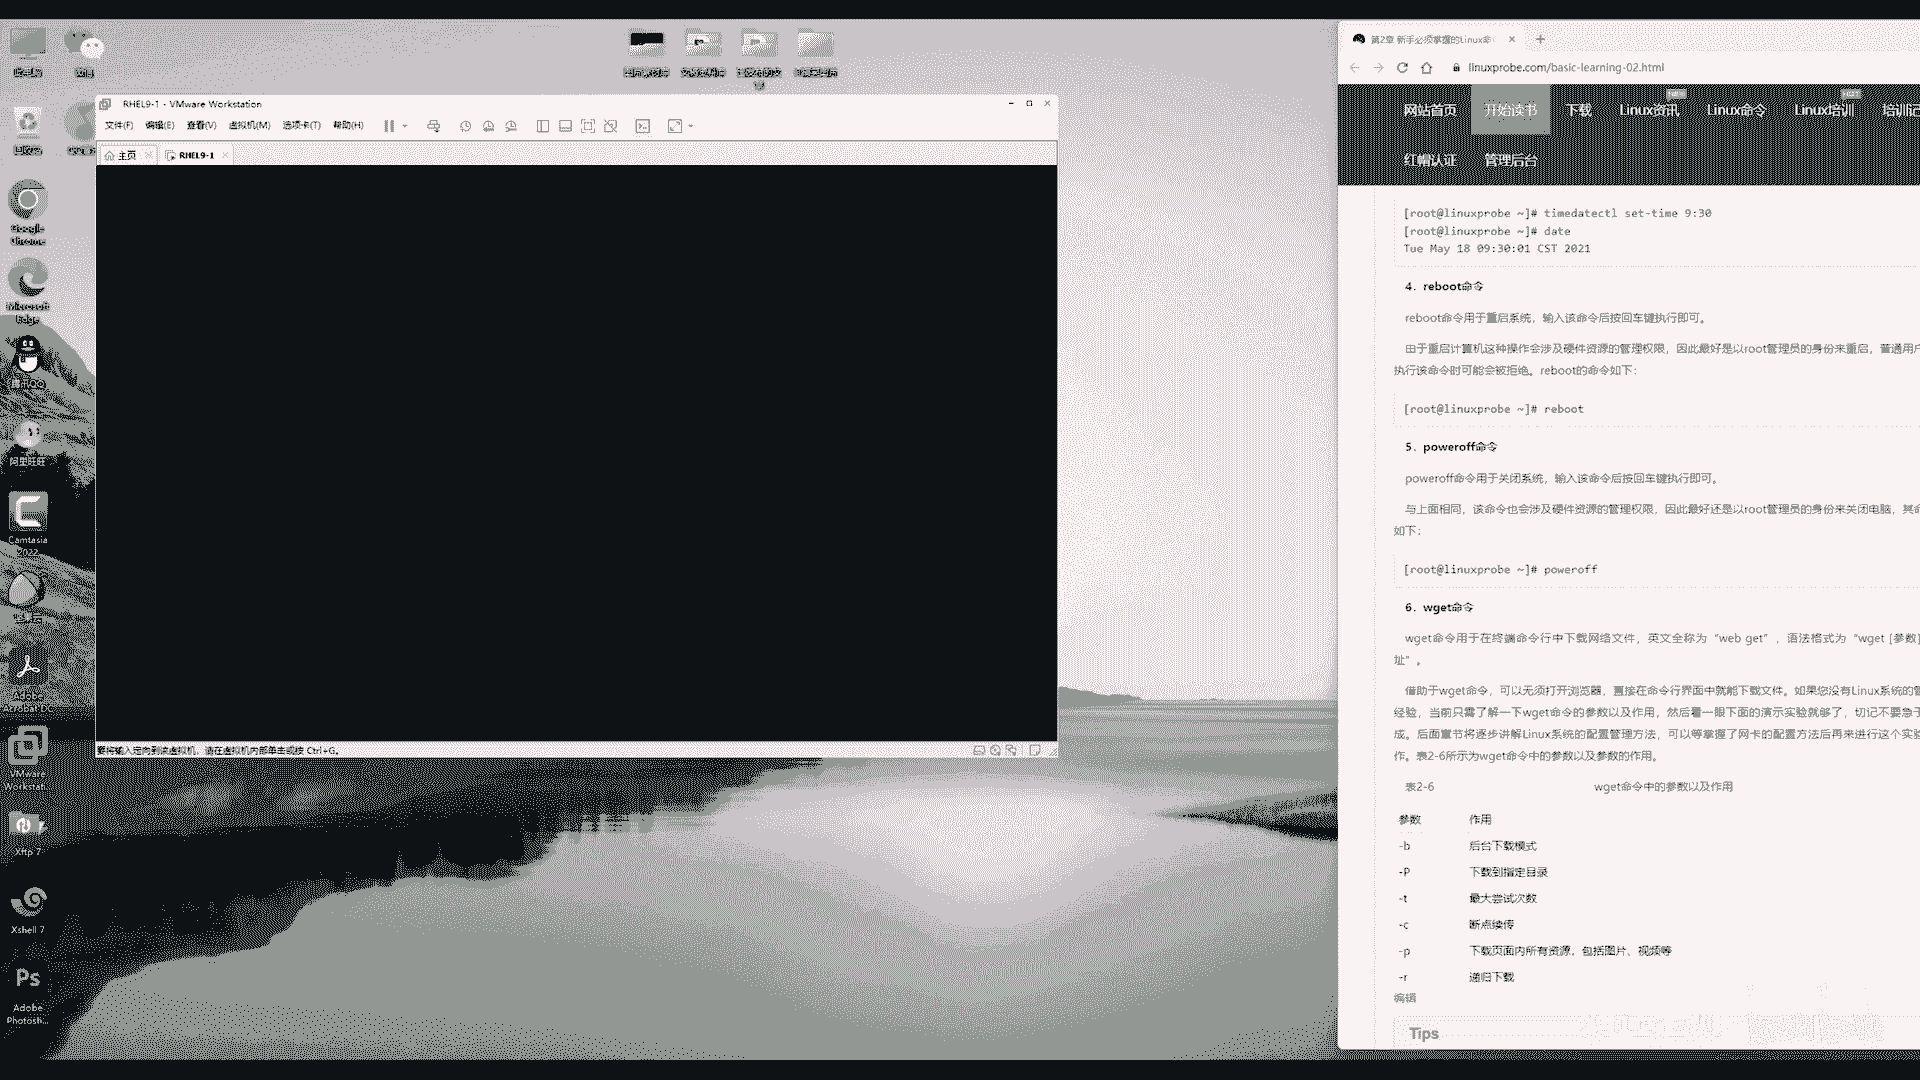 Google
Chrome
Microsoft
Edge
腾讯QQ
阿里旺旺
Camtasia
2022
Adobe
Acrobat DC
VMware
Workstati...
Xftp 7
Xshell 7
Ps
Adobe
Photosh...
RHEL9-1 - VMware Workstation
文件(F) 编辑(E) 查看(V) 虚拟机(M) 选项卡(T) 帮助(H)
主页 RHEL9-1
要将输入定向到该虚拟机，请在虚拟机内部单击或按 Ctrl+G。
第2章 新手必须掌握的Linux命
linuxprobe.com/basic-learning-02.html
NEW HOT
网站首页 开始读书 下载 Linux资讯 Linux命令 Linux培训 培训
红帽认证 管理后台
[root@linuxprobe ~]# timedatectl set-time 9:30
[root@linuxprobe ~]# date
Tue May 18 09:30:01 CST 2021
4．reboot命令
reboot命令用于重启系统，输入该命令后按回车键执行即可。
由于重启计算机这种操作会涉及硬件资源的管理权限，因此最好是以root管理员的身份来重启，普通用户
执行该命令时可能会被拒绝。reboot的命令如下：
[root@linuxprobe ~]# reboot
5．poweroff命令
poweroff命令用于关闭系统，输入该命令后按回车键执行即可。
与上面相同，该命令也会涉及硬件资源的管理权限，因此最好还是以root管理员的身份来关闭电脑，其命
如下：
[root@linuxprobe ~]# poweroff
6．wget命令
wget命令用于在终端命令行中下载网络文件，英文全称为“web get”，语法格式为“wget [参数]
址”。
借助于wget命令，可以无须打开浏览器，直接在命令行界面中就能下载文件。如果您没有Linux系统的管
经验，当前只需了解一下wget命令的参数以及作用，然后看一眼下面的演示实验就够了，切记不要急于
成。后面章节将逐步讲解Linux系统的配置管理方法，可以等掌握了网卡的配置方法后再来进行这个实验
作。表2-6所示为wget命令中的参数以及参数的作用。
表2-6 wget命令中的参数以及作用
参数 作用
-b 后台下载模式
-P 下载到指定目录
-t 最大尝试次数
-c 断点续传
-p 下载页面内所有资源，包括图片、视频等
-r 递归下载
编辑
Tips